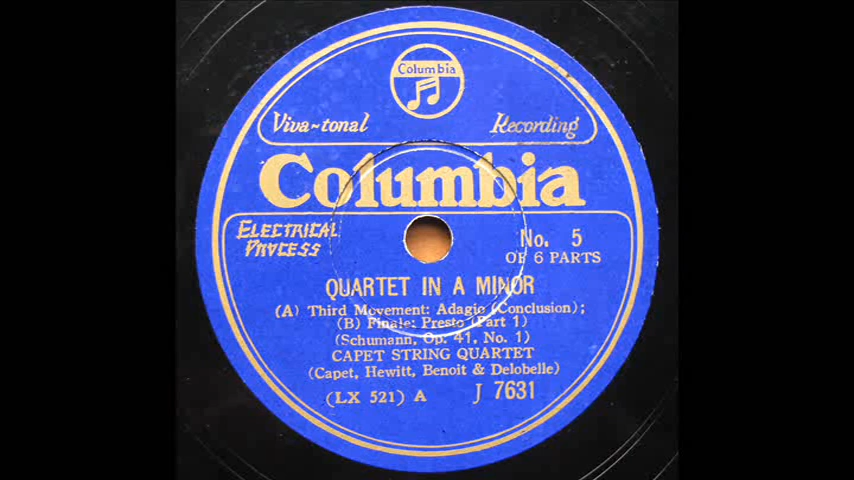 Columbia
Viva-tonal Recording
Columbia
ELECTRICAL
PROCESS
No. 5
OF 6 PARTS
QUARTET IN A MINOR
(A) Third Movement: Adagio (Conclusion);
(B) Finale: Presto (Part 1)
(Schumann, Op. 41, No. 1)
CAPET STRING QUARTET
(Capet, Hewitt, Benoit & Delobelle)
(LX 521) A J 7631